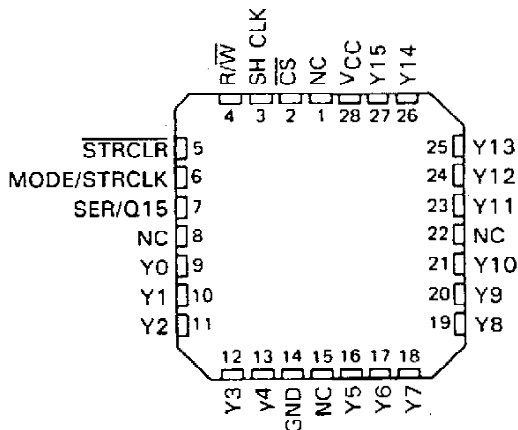 R/W̅
SH CLK
C̅S̅
NC
VCC
Y15
Y14
4 3 2 1 28 27 26
S̅T̅R̅C̅L̅R̅ 5
MODE/STRCLK 6
SER/Q15 7
NC 8
Y0 9
Y1 10
Y2 11
25 Y13
24 Y12
23 Y11
22 NC
21 Y10
20 Y9
19 Y8
12 13 14 15 16 17 18
Y3
Y4
GND
NC
Y5
Y6
Y7